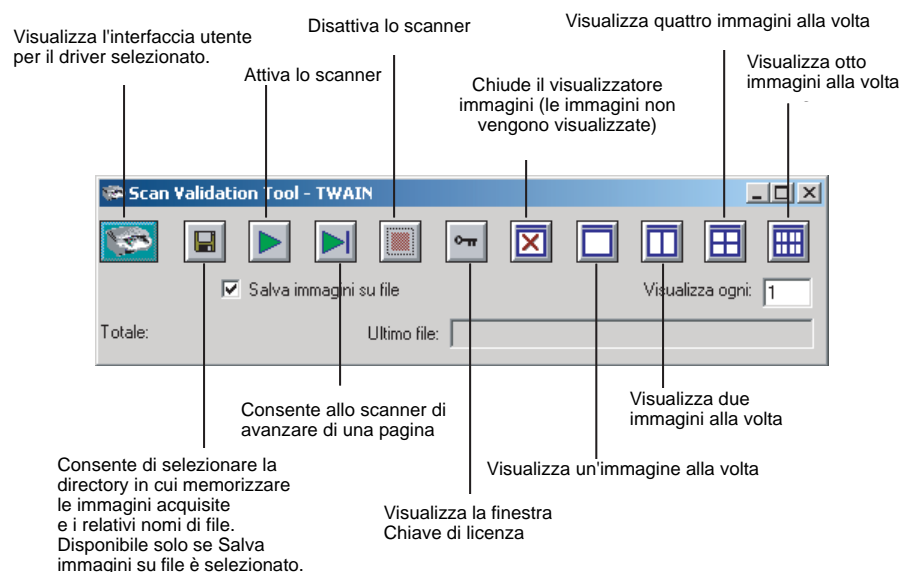 Visualizza l'interfaccia utente
per il driver selezionato.
Disattiva lo scanner
Attiva lo scanner
Visualizza quattro immagini alla volta
Visualizza otto
immagini alla volta
Chiude il visualizzatore
immagini (le immagini non
vengono visualizzate)
Scan Validation Tool - TWAIN
Salva immagini su file
Visualizza ogni: 1
Totale:
Ultimo file:
Consente allo scanner di
avanzare di una pagina
Visualizza due
immagini alla volta
Consente di selezionare la
directory in cui memorizzare
le immagini acquisite
e i relativi nomi di file.
Disponibile solo se Salva
immagini su file è selezionato.
Visualizza un'immagine alla volta
Visualizza la finestra
Chiave di licenza